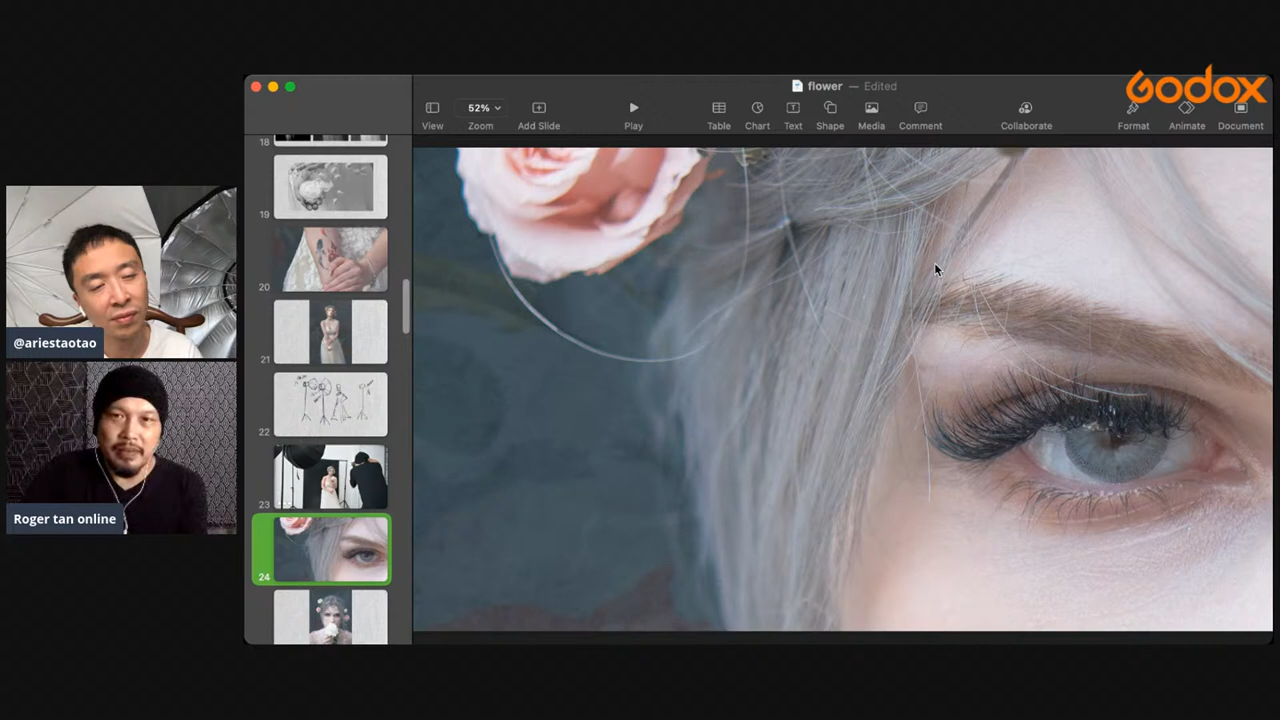 GODOX
flower — Edited
52%
View
Zoom
Add Slide
Play
Table
Chart
Text
Shape
Media
Comment
Collaborate
Format
Animate
Document
18
19
20
21
22
23
24
@ariestaotao
Roger tan online